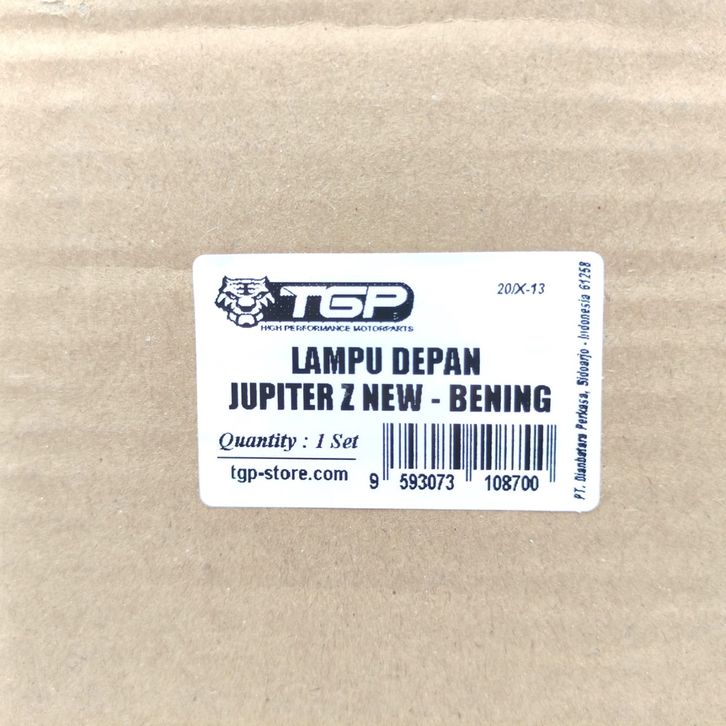 TGP
HIGH PERFORMANCE MOTORPARTS
20/X-13
LAMPU DEPAN
JUPITER Z NEW - BENING
Quantity : 1 Set
tgp-store.com
9 593073 108700
PT. Dianbatara Perkasa, Sidoarjo - Indonesia 61258